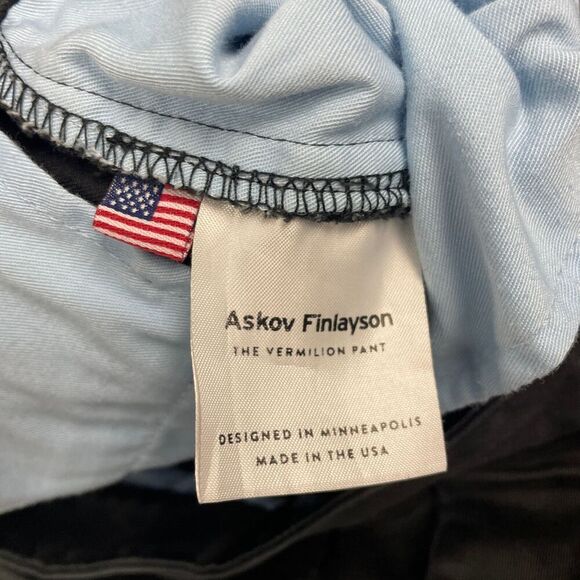 Askov Finlayson
THE VERMILION PANT
DESIGNED IN MINNEAPOLIS
MADE IN THE USA